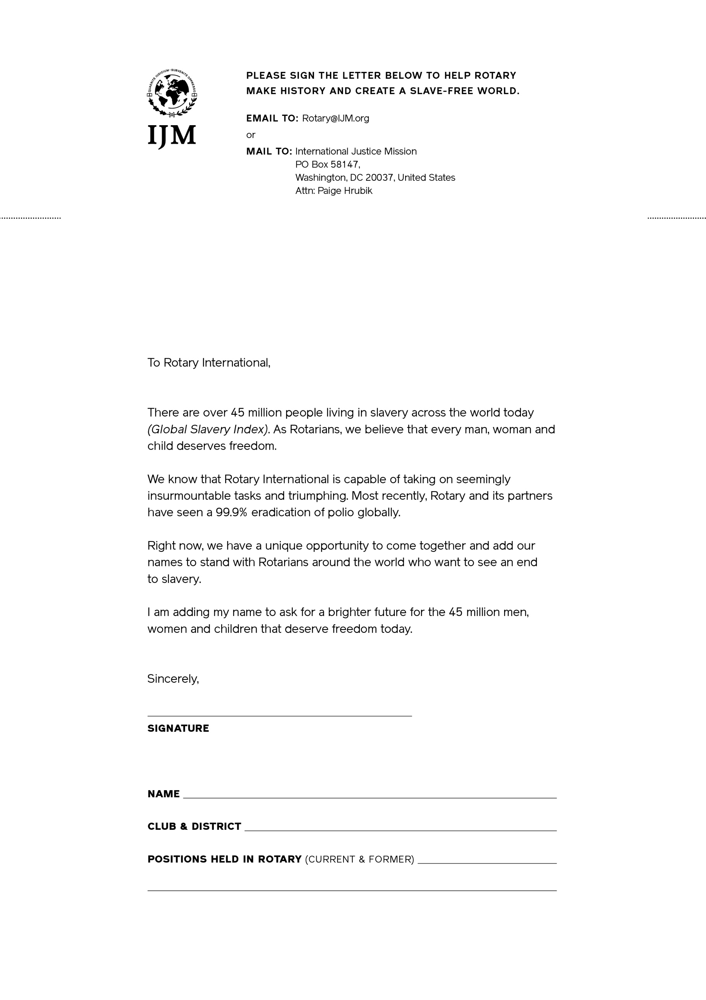 QUAERITE IUDICIUM · SUBVENITE OPPRESSO
IJM
PLEASE SIGN THE LETTER BELOW TO HELP ROTARY
MAKE HISTORY AND CREATE A SLAVE-FREE WORLD.
EMAIL TO: Rotary@IJM.org
or
MAIL TO: International Justice Mission
PO Box 58147,
Washington, DC 20037, United States
Attn: Paige Hrubik
To Rotary International,
There are over 45 million people living in slavery across the world today
(Global Slavery Index). As Rotarians, we believe that every man, woman and
child deserves freedom.
We know that Rotary International is capable of taking on seemingly
insurmountable tasks and triumphing. Most recently, Rotary and its partners
have seen a 99.9% eradication of polio globally.
Right now, we have a unique opportunity to come together and add our
names to stand with Rotarians around the world who want to see an end
to slavery.
I am adding my name to ask for a brighter future for the 45 million men,
women and children that deserve freedom today.
Sincerely,
SIGNATURE
NAME
CLUB & DISTRICT
POSITIONS HELD IN ROTARY (CURRENT & FORMER)